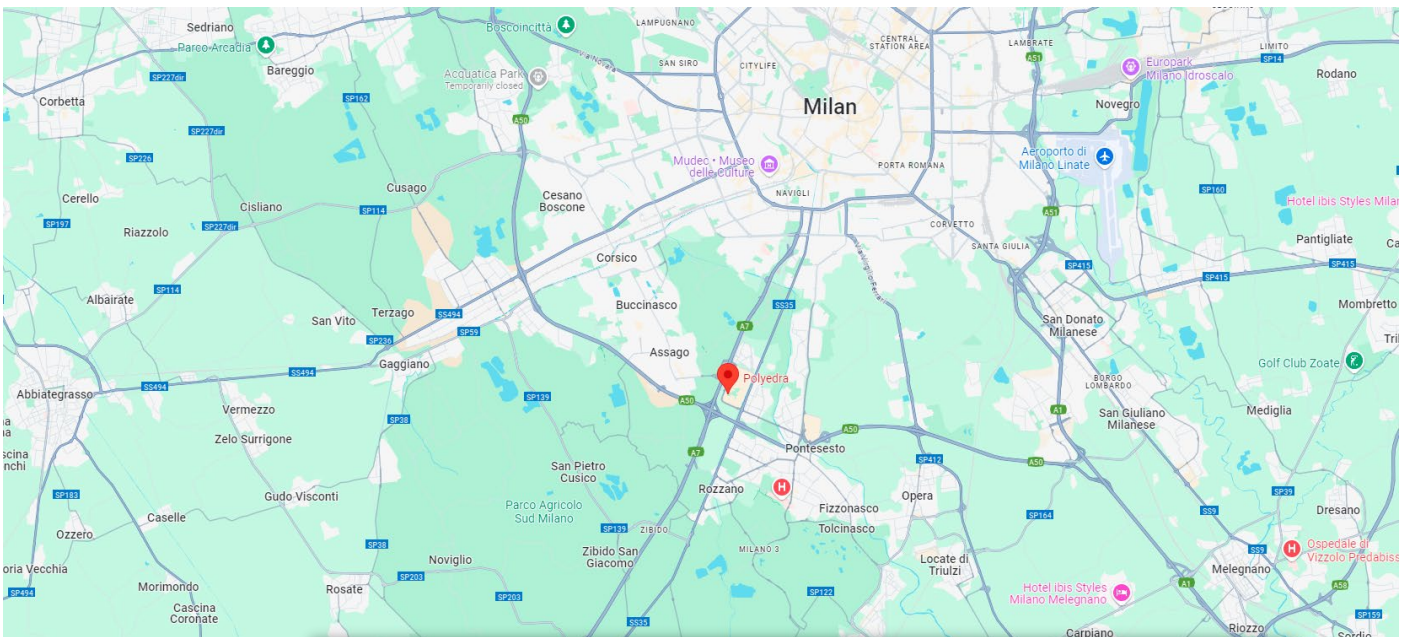 Sedriano
Parco Arcadia
Bareggio
SP227dir
Corbetta
SP162
SP227dir
SP226
Cerello
Cisliano
SP197
Riazzolo
SP227dir
SP114
Cusago
Boscoincittà
Via Novara
Acquatica Park
Temporarily closed
A50
LAMPUGNANO
SAN SIRO
CITYLIFE
CENTRAL
STATION AREA
LAMBRATE
A51
Milan
Europark
Milano Idroscalo
LIMITO
SP14
Rodano
Novegro
Aeroporto di
Milano Linate
Mudec • Museo
delle Culture
PORTA ROMANA
NAVIGLI
Cesano
Boscone
CORVETTO
A51
SANTA GIULIA
SP160
Hotel ibis Styles Milan
Pantigliate
SP415
SP415
SP415
Corsico
Buccinasco
SS35
A7
Albairate
SP114
San Vito
Terzago
SS494
SP59
SP236
Gaggiano
SS494
SS494
Abbiategrasso
Vermezzo
Zelo Surrigone
SP38
SP139
Assago
Polyedra
A50
A7
San Donato
Milanese
Mombretto
Golf Club Zoate
BORGO
LOMBARDO
A1
San Giuliano
Milanese
Mediglia
Pontesesto
A50
SP412
A50
San Pietro
Cusico
Rozzano
Fizzonasco
Tolcinasco
Opera
Parco Agricolo
Sud Milano
SP139
ZIBIDO
Zibido San
Giacomo
MILANO 3
SP164
SP39
SS9
Dresano
SP183
Gudo Visconti
Caselle
Ozzero
SP38
Noviglio
SP203
Rosate
SP203
SS35
Morimondo
SP494
Cascina
Coronate
Locate di
Triulzi
SP122
Hotel ibis Styles
Milano Melegnano
A1
SS9
Melegnano
Ospedale di
Vizzolo Predabiss
A58
SP159
Carpiano
Riozzo